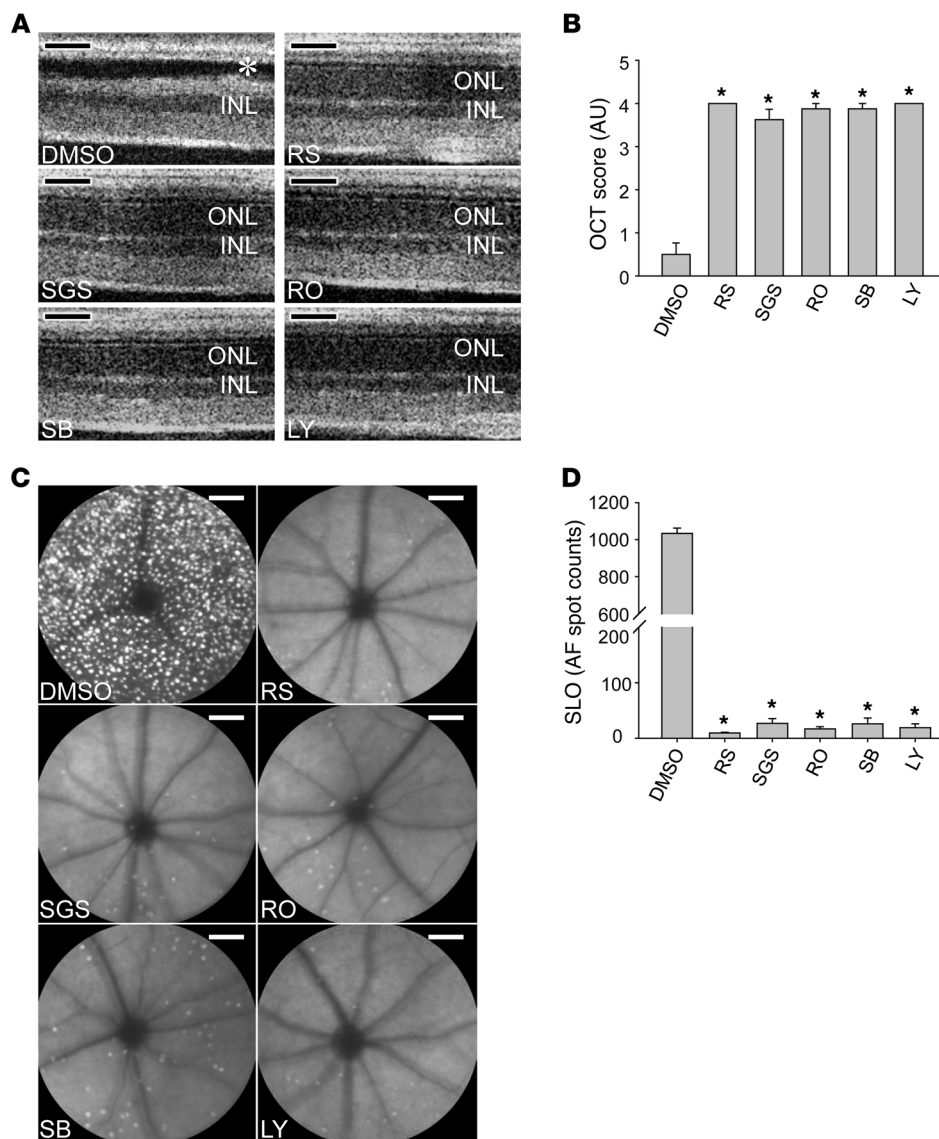 A
*
INL
DMSO
ONL
INL
RS
ONL
INL
SGS
ONL
INL
RO
ONL
INL
SB
ONL
INL
LY
B
OCT score (AU)
5
4
3
2
1
0
* * * * *
DMSO RS SGS RO SB LY
C
DMSO
RS
SGS
RO
SB
LY
D
SLO (AF spot counts)
1200
1000
800
600
200
100
0
* * * * *
DMSO RS SGS RO SB LY